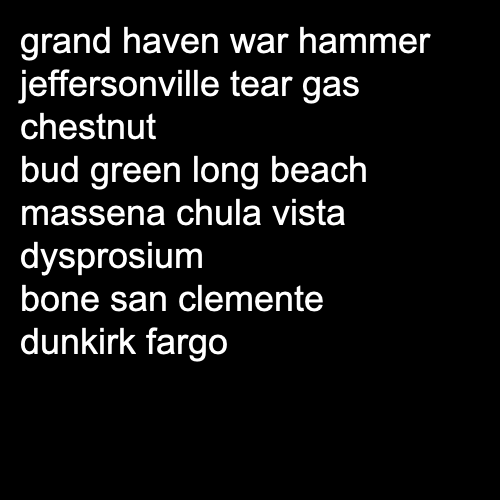 grand haven war hammer
jeffersonville tear gas
chestnut
bud green long beach
massena chula vista
dysprosium
bone san clemente
dunkirk fargo